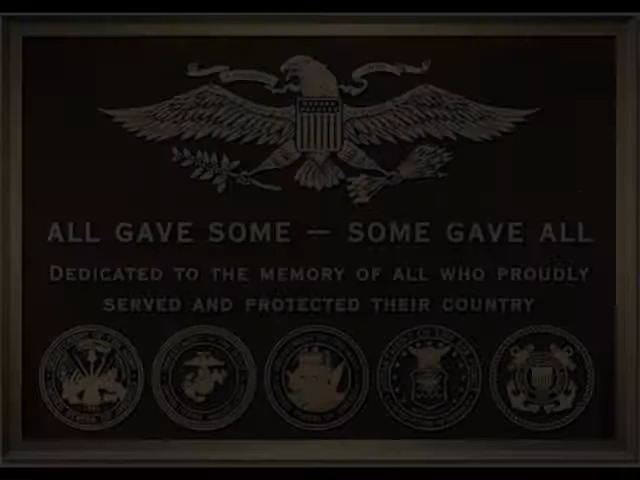 ALL GAVE SOME — SOME GAVE ALL
DEDICATED TO THE MEMORY OF ALL WHO PROUDLY
SERVED AND PROTECTED THEIR COUNTRY